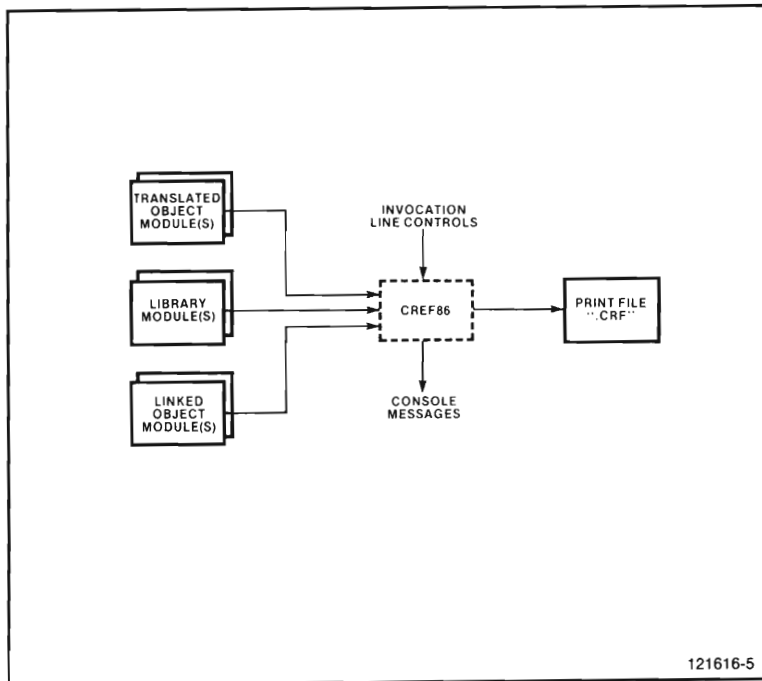 TRANSLATED
OBJECT
MODULE(S)
LIBRARY
MODULE(S)
LINKED
OBJECT
MODULE(S)
INVOCATION
LINE CONTROLS
CREF86
CONSOLE
MESSAGES
PRINT FILE
".CRF"
121616-5